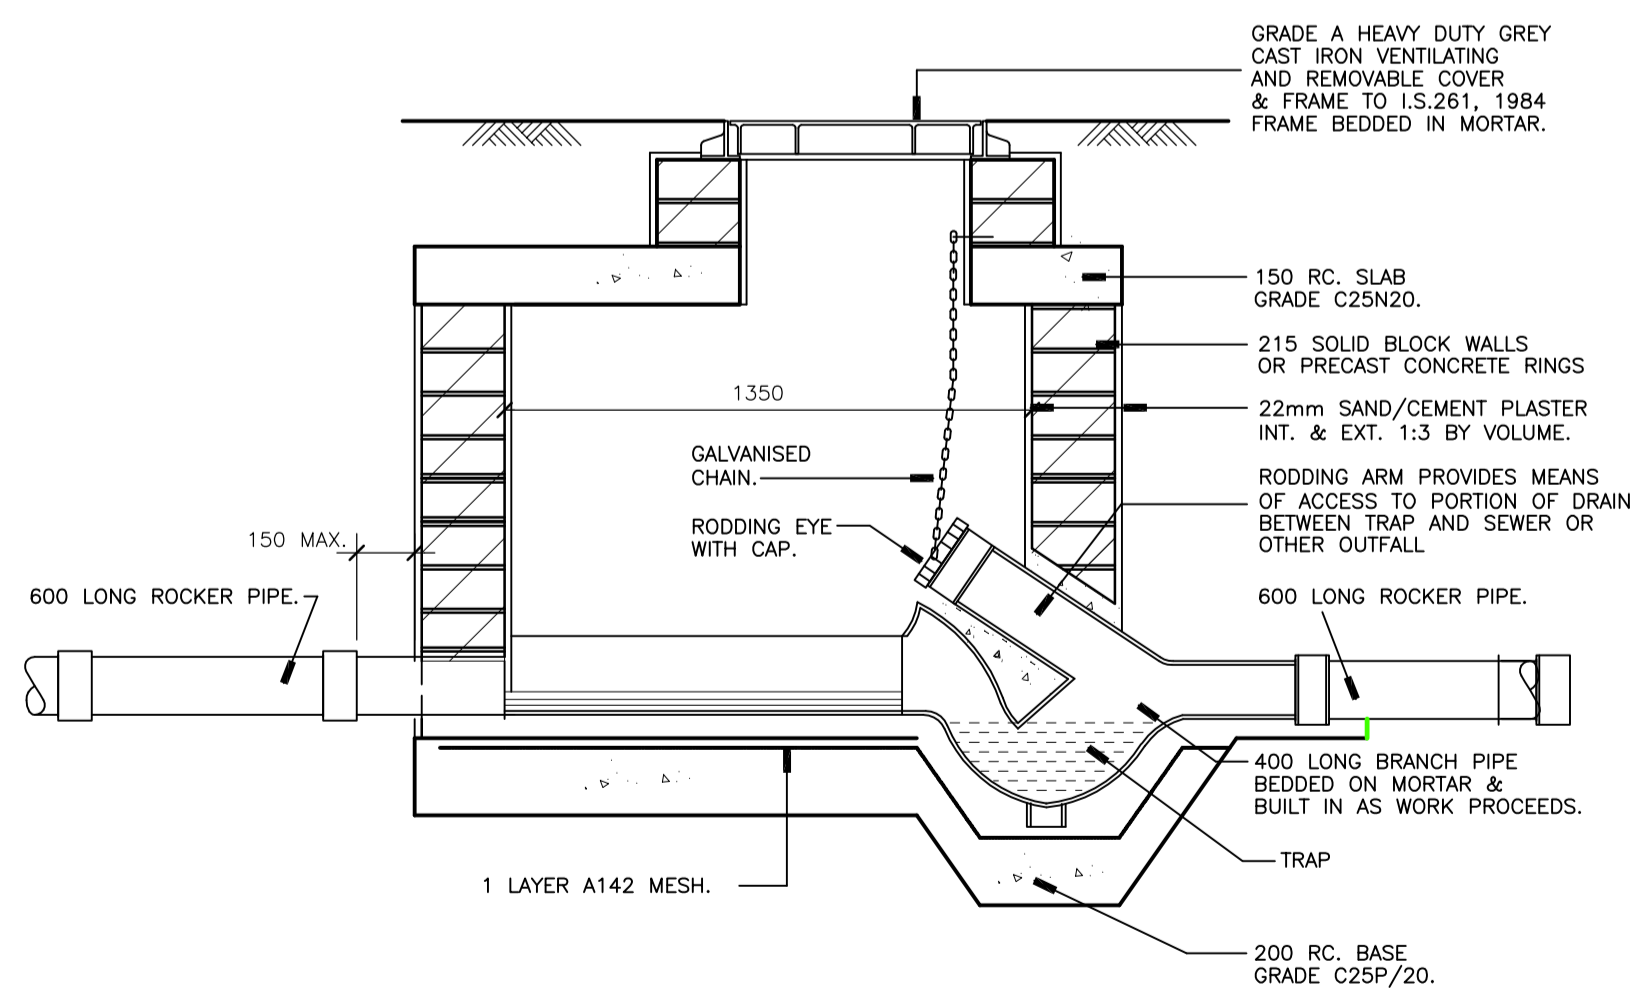 GRADE A HEAVY DUTY GREY
CAST IRON VENTILATING
AND REMOVABLE COVER
& FRAME TO I.S.261, 1984
FRAME BEDDED IN MORTAR.
150 RC. SLAB
GRADE C25N20.
215 SOLID BLOCK WALLS
OR PRECAST CONCRETE RINGS
1350
22mm SAND/CEMENT PLASTER
INT. & EXT. 1:3 BY VOLUME.
GALVANISED
CHAIN.
RODDING ARM PROVIDES MEANS
OF ACCESS TO PORTION OF DRAIN
BETWEEN TRAP AND SEWER OR
OTHER OUTFALL
RODDING EYE
WITH CAP.
150 MAX.
600 LONG ROCKER PIPE.
600 LONG ROCKER PIPE.
400 LONG BRANCH PIPE
BEDDED ON MORTAR &
BUILT IN AS WORK PROCEEDS.
TRAP
1 LAYER A142 MESH.
200 RC. BASE
GRADE C25P/20.